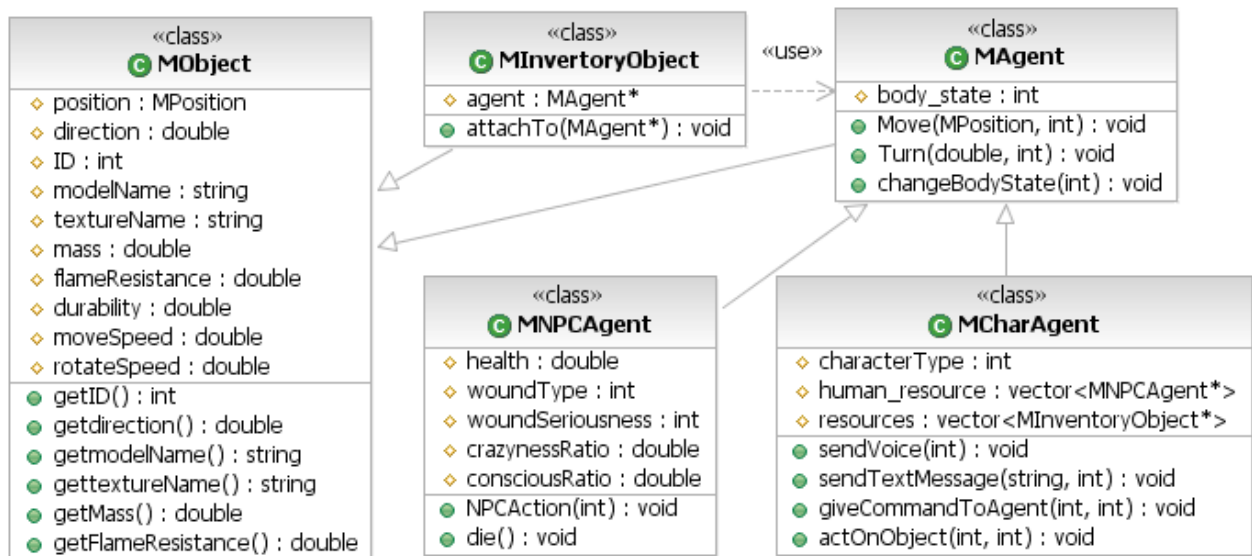 «class»
MObject
position : MPosition
direction : double
ID : int
modelName : string
textureName : string
mass : double
flameResistance : double
durability : double
moveSpeed : double
rotateSpeed : double
getID() : int
getdirection() : double
getmodelName() : string
gettextureName() : string
getMass() : double
getFlameResistance() : double
«class»
MInvertoryObject
agent : MAgent*
attachTo(MAgent*) : void
«use»
«class»
MAgent
body_state : int
Move(MPosition, int) : void
Turn(double, int) : void
changeBodyState(int) : void
«class»
MNPCAgent
health : double
woundType : int
woundSeriousness : int
crazynessRatio : double
consciousRatio : double
NPCAction(int) : void
die() : void
«class»
MCharAgent
characterType : int
human_resource : vector<MNPCAgent*>
resources : vector<MInventoryObject*>
sendVoice(int) : void
sendTextMessage(string, int) : void
giveCommandToAgent(int, int) : void
actOnObject(int, int) : void